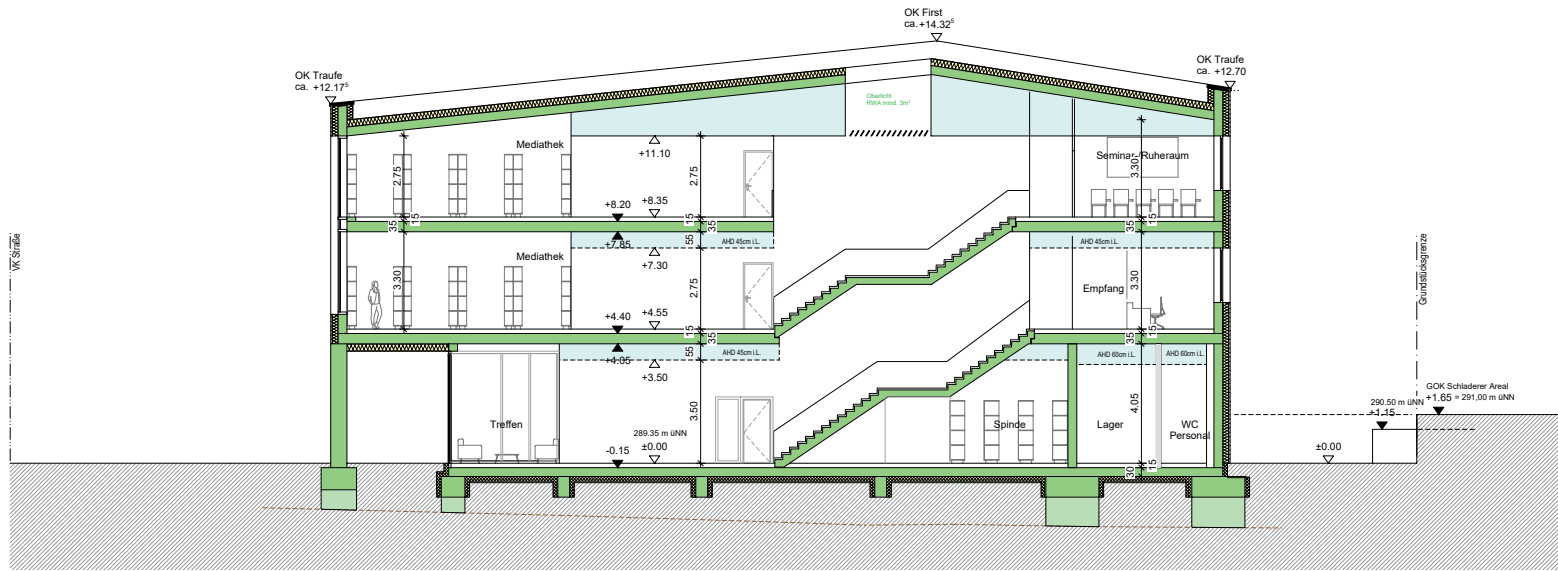 OK First
ca. +14.32⁵
OK Traufe
ca. +12.17⁵
OK Traufe
ca. +12.70
Oberlicht
RWA mind. 3m²
Mediathek
+11.10
2.75
2.75
Seminar-/Ruheraum
3.30
+8.20
+8.35
35
15
15
35
35
15
+7.85
55
AHD 45cm i.L.
AHD 45cm i.L.
VK Straße
Grundstücksgrenze
Mediathek
+7.30
3.30
2.75
3.30
Empfang
+4.40
+4.55
15
35
35
15
+4.05
55
AHD 45cm i.L.
AHD 60cm i.L.
AHD 60cm i.L.
+3.50
GOK Schladerer Areal
+1.65 = 291,00 m üNN
290.50 m üNN
+1.15
3.50
4.05
Treffen
Spinde
Lager
WC
Personal
289.35 m üNN
-0.15
±0.00
±0.00
30
15